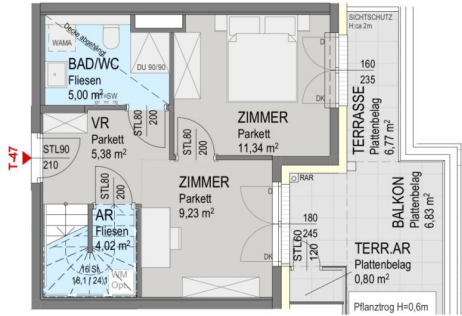 SICHTSCHUTZ
H:ca 2m
Decke abgehängt
WAMA
BAD/WC
Fliesen
5,00 m²
DU 90/90
STL80
200
ZIMMER
Parkett
11,34 m²
D
DK
160
235
TERRASSE
Plattenbelag
6,77 m²
T-47
STL90
210
VR
Parkett
5,38 m²
STL80
200
STL80
200
ZIMMER
Parkett
9,23 m²
AR
Fliesen
4,02 m²
16 St.
18,1 / 24,1
WM
Opt.
RAR
D
DK
180
245
STL60
120
BALKON
Plattenbelag
6,83 m²
TERR.AR
Plattenbelag
0,80 m²
Pflanztrog H=0,6m